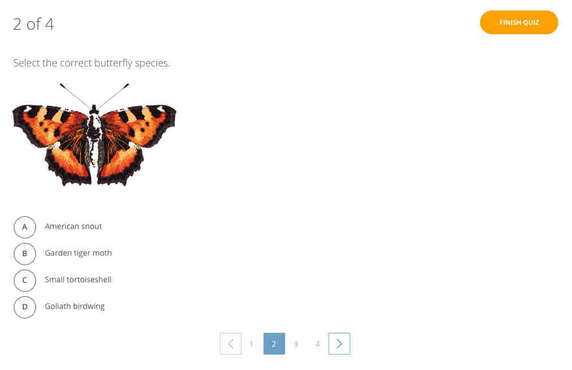 2 of 4
FINISH QUIZ
Select the correct butterfly species.
A American snout
B Garden tiger moth
C Small tortoiseshell
D Goliath birdwing
1 2 3 4